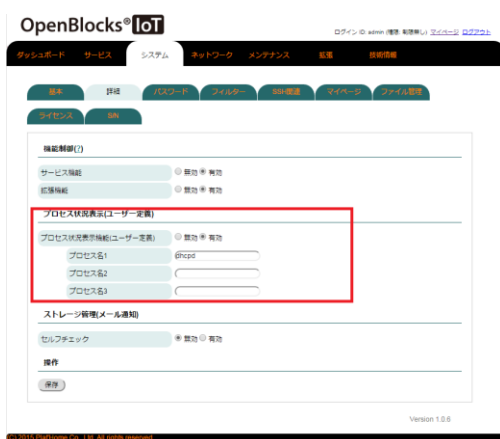 OpenBlocks® IoT
ログイン ID: admin (権限: 制限無し) マイページ ログアウト
ダッシュボード サービス システム ネットワーク メンテナンス 拡張 技術情報
基本 詳細 パスワード フィルター SSH関連 マイページ ファイル管理
ライセンス S/N
機能制御(?)
サービス機能 無効 有効
拡張機能 無効 有効
プロセス状況表示(ユーザー定義)
プロセス状況表示機能(ユーザー定義) 無効 有効
プロセス名1 dhcpd
プロセス名2
プロセス名3
ストレージ管理(メール通知)
セルフチェック 無効 有効
操作
保存
Version 1.0.6
(c) 2015 Plat'Home Co., Ltd. All rights reserved.